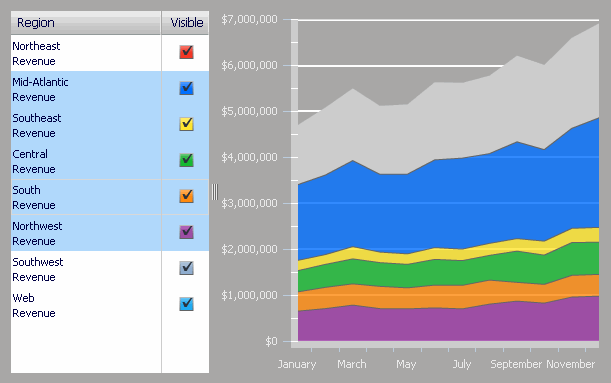 Region Visible
Northeast
Revenue
Mid-Atlantic
Revenue
Southeast
Revenue
Central
Revenue
South
Revenue
Northwest
Revenue
Southwest
Revenue
Web
Revenue
$7,000,000
$6,000,000
$5,000,000
$4,000,000
$3,000,000
$2,000,000
$1,000,000
$0
January March May July September November